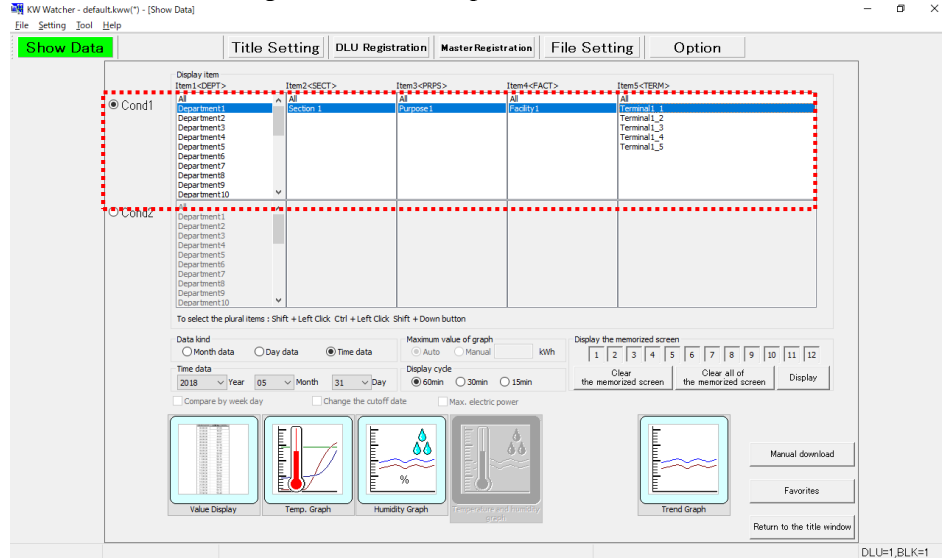 KW Watcher - default.kww(*) - [Show Data]
File Setting Tool Help
Show Data Title Setting DLU Registration Master Registration File Setting Option
Display item
Item1<DEPT> Item2<SECT> Item3<PRPS> Item4<FACT> Item5<TERM>
Cond1
All All All All All
Department1 Section 1 Purpose1 Facility1 Terminal1_1
Department2 Terminal1_2
Department3 Terminal1_3
Department4 Terminal1_4
Department5 Terminal1_5
Department6
Department7
Department8
Department9
Department10
Cond2
All
Department1
Department2
Department3
Department4
Department5
Department6
Department7
Department8
Department9
Department10
To select the plural items : Shift + Left Click Ctrl + Left Click Shift + Down button
Data kind Maximum value of graph Display the memorized screen
Month data Day data Time data Auto Manual kWh 1 2 3 4 5 6 7 8 9 10 11 12
Time data Display cycle
2018 Year 05 Month 31 Day 60min 30min 15min
Clear the memorized screen
Clear all of the memorized screen
Display
Compare by week day Change the cutoff date Max. electric power
%
Value Display Temp. Graph Humidity Graph Temperature and humidity graph Trend Graph
Manual download
Favorites
Return to the title window
DLU=1,BLK=1